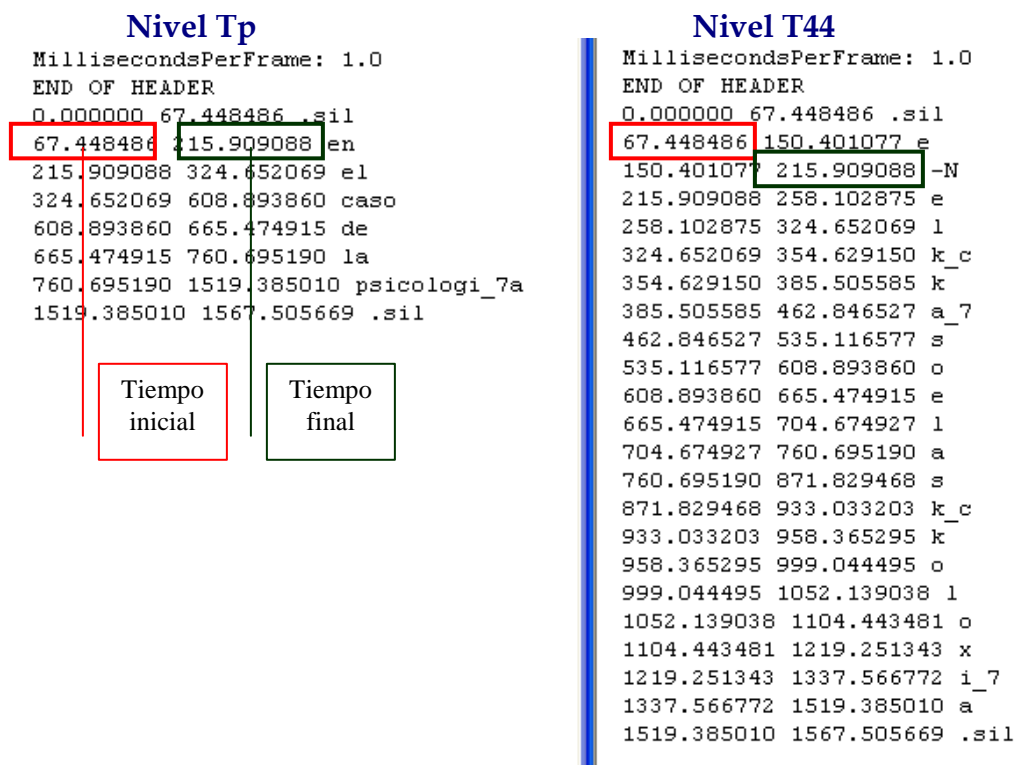 Nivel Tp
MillisecondsPerFrame: 1.0
END OF HEADER
0.000000 67.448486 .sil
67.448486 215.909088 en
215.909088 324.652069 el
324.652069 608.893860 caso
608.893860 665.474915 de
665.474915 760.695190 la
760.695190 1519.385010 psicologi_7a
1519.385010 1567.505669 .sil
Tiempo
inicial
Tiempo
final
Nivel T44
MillisecondsPerFrame: 1.0
END OF HEADER
0.000000 67.448486 .sil
67.448486 150.401077 e
150.401077 215.909088 -N
215.909088 258.102875 e
258.102875 324.652069 l
324.652069 354.629150 k_c
354.629150 385.505585 k
385.505585 462.846527 a_7
462.846527 535.116577 s
535.116577 608.893860 o
608.893860 665.474915 e
665.474915 704.674927 l
704.674927 760.695190 a
760.695190 871.829468 s
871.829468 933.033203 k_c
933.033203 958.365295 k
958.365295 999.044495 o
999.044495 1052.139038 l
1052.139038 1104.443481 o
1104.443481 1219.251343 x
1219.251343 1337.566772 i_7
1337.566772 1519.385010 a
1519.385010 1567.505669 .sil